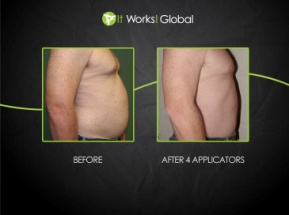 It Works! Global
BEFORE
AFTER 4 APPLICATORS